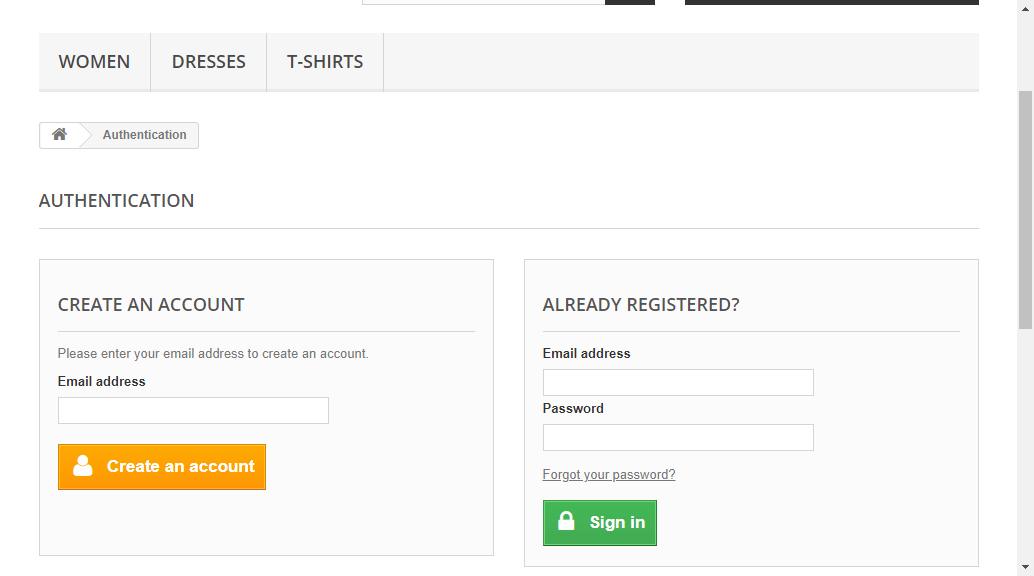 WOMEN DRESSES T-SHIRTS
Authentication
AUTHENTICATION
CREATE AN ACCOUNT
Please enter your email address to create an account.
Email address
Create an account
ALREADY REGISTERED?
Email address
Password
Forgot your password?
Sign in